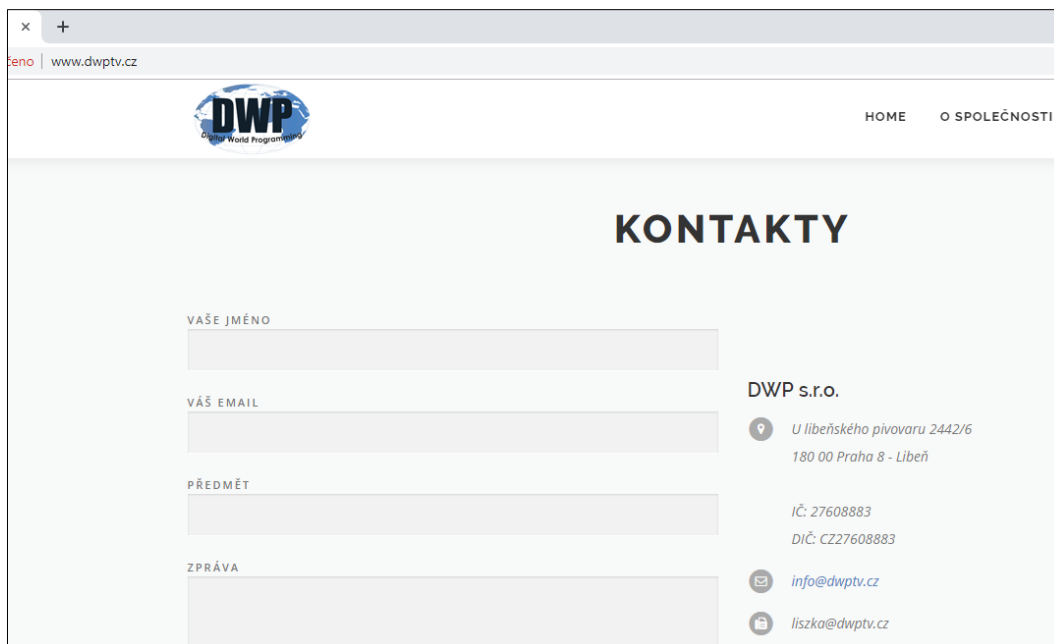 čeno
www.dwptv.cz
DWP
Digital World Programming
HOME
O SPOLEČNOSTI
KONTAKTY
VAŠE JMÉNO
VÁŠ EMAIL
PŘEDMĚT
ZPRÁVA
DWP s.r.o.
U libeňského pivovaru 2442/6
180 00 Praha 8 - Libeň
IČ: 27608883
DIČ: CZ27608883
info@dwptv.cz
liszka@dwptv.cz